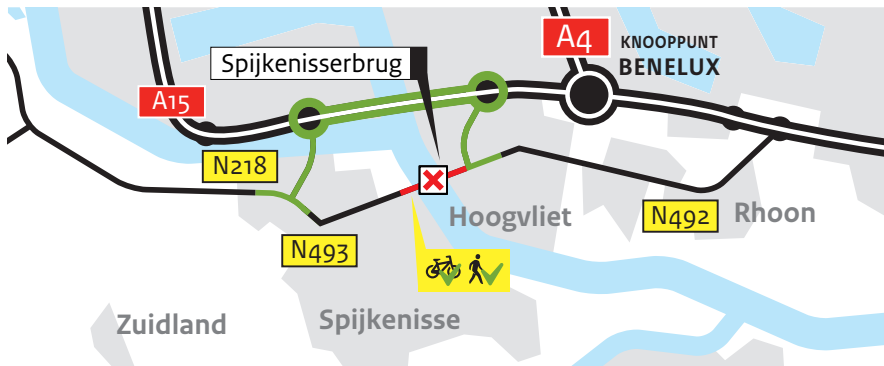 A4
KNOOPPUNT
BENELUX
Spijkenisserbrug
A15
N218
Hoogvliet
N492
Rhoon
N493
Zuidland
Spijkenisse